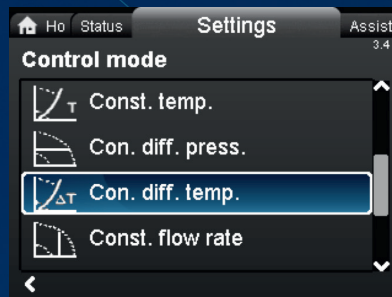 Ho Status Settings Assist
3.4
Control mode
T Const. temp.
Con. diff. press.
ΔT Con. diff. temp.
Const. flow rate